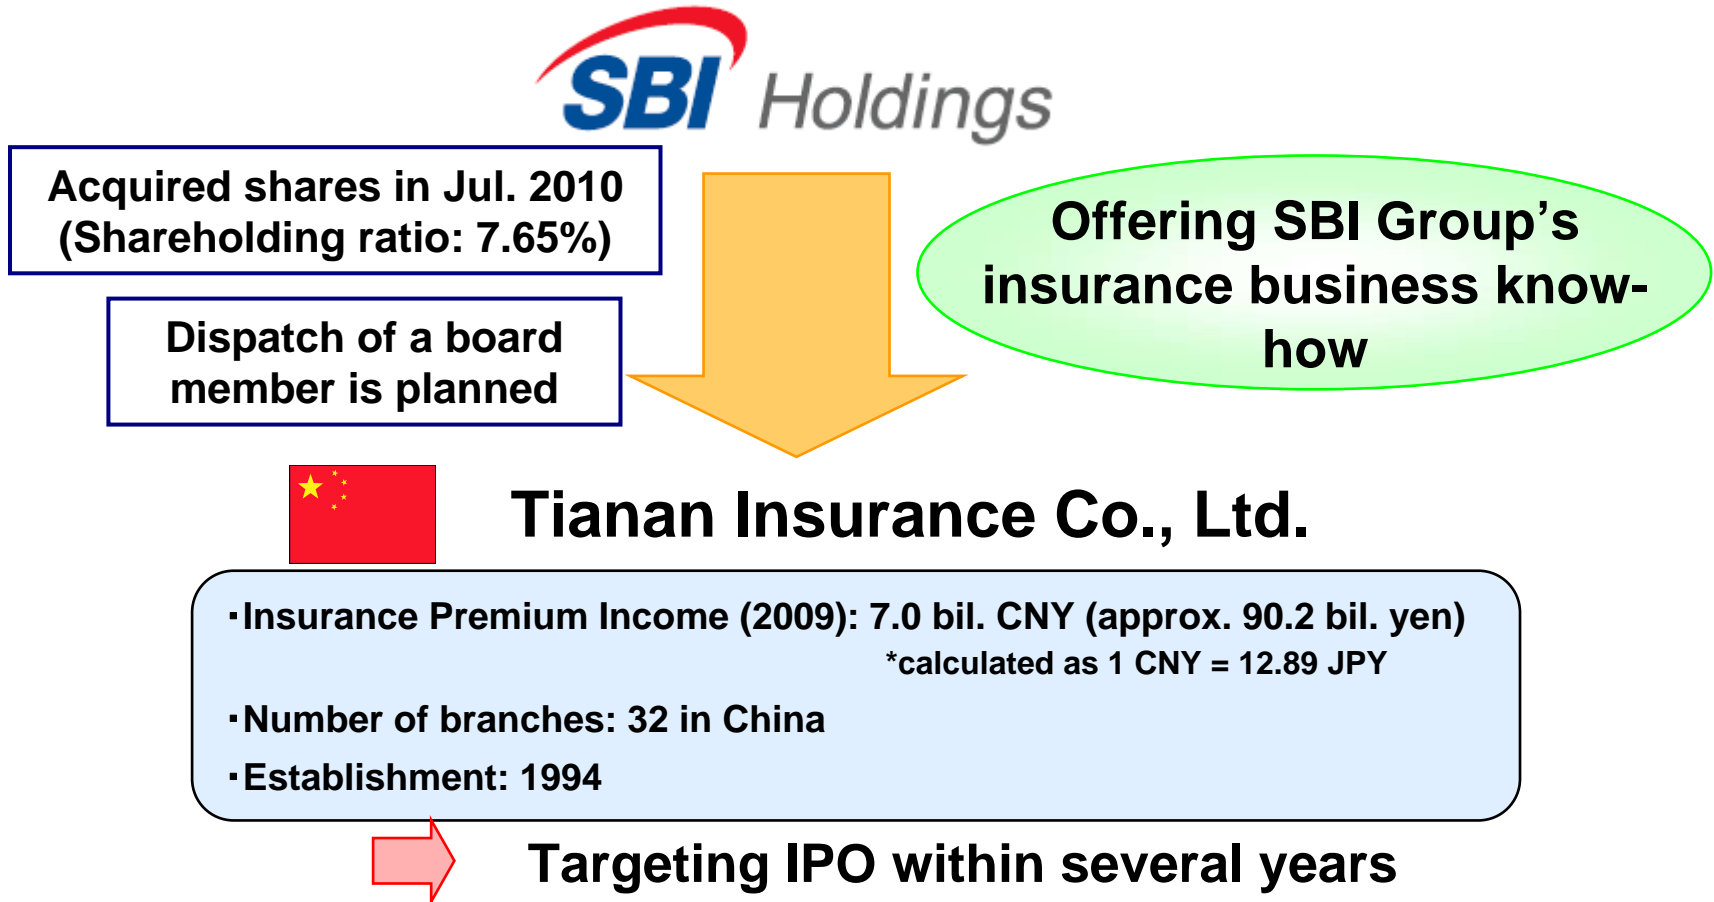 SBI Holdings
Acquired shares in Jul. 2010
(Shareholding ratio: 7.65%)
Dispatch of a board
member is planned
Offering SBI Group’s
insurance business know-
how
Tianan Insurance Co., Ltd.
・Insurance Premium Income (2009): 7.0 bil. CNY (approx. 90.2 bil. yen)
*calculated as 1 CNY = 12.89 JPY
・Number of branches: 32 in China
・Establishment: 1994
Targeting IPO within several years